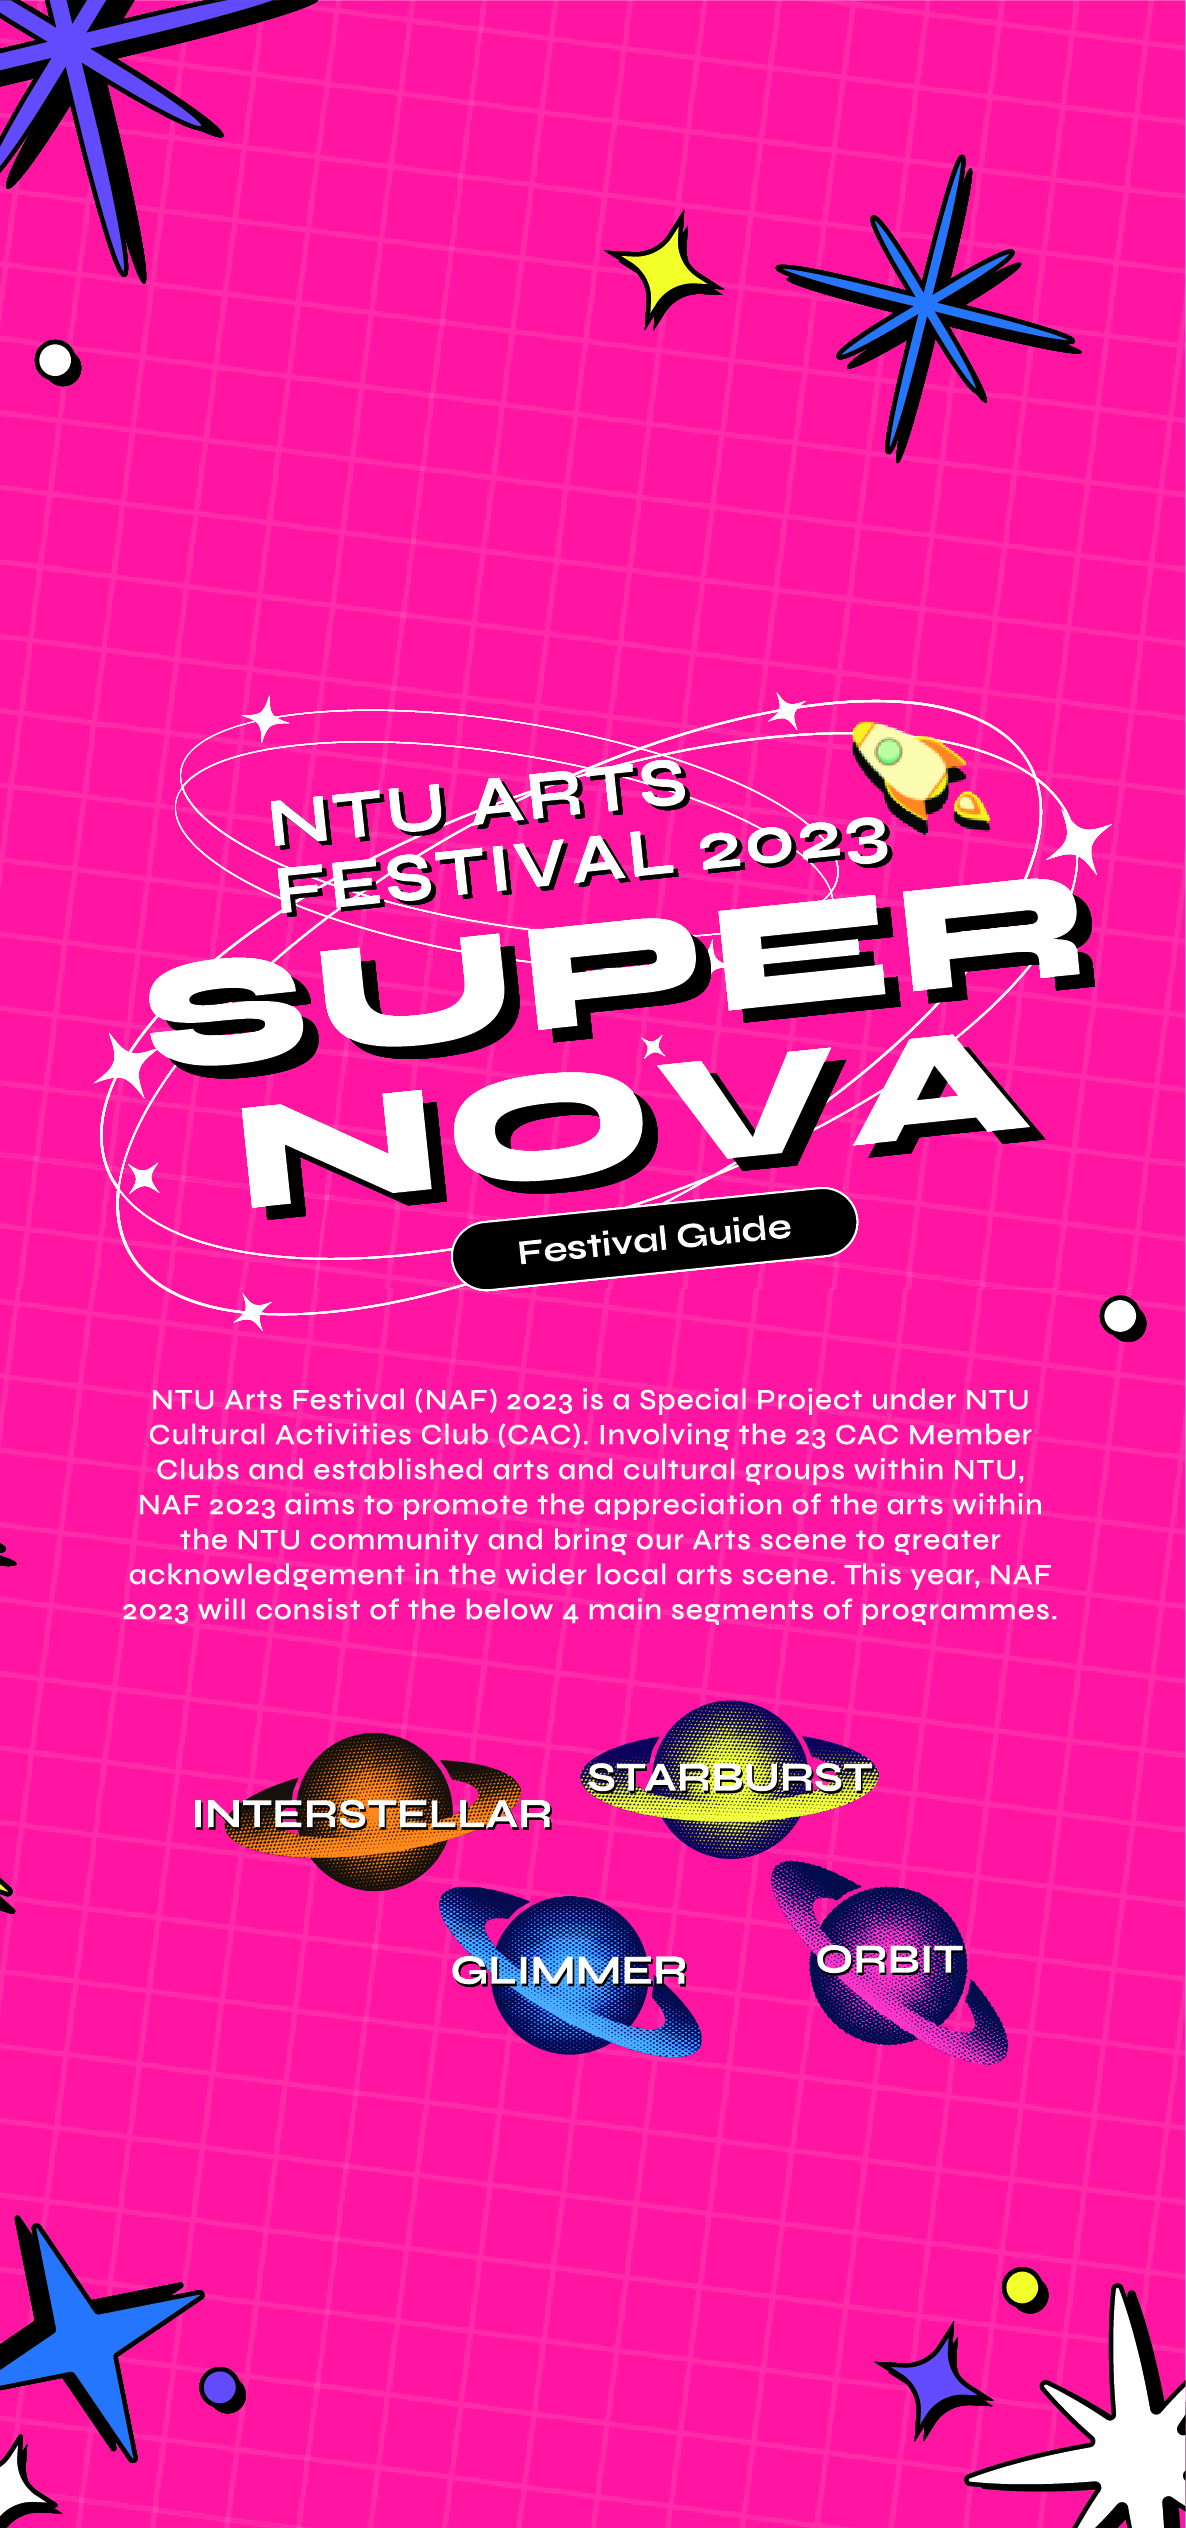 NTU ARTS
FESTIVAL 2023
SUPER
NOVA
Festival Guide
NTU Arts Festival (NAF) 2023 is a Special Project under NTU
Cultural Activities Club (CAC). Involving the 23 CAC Member
Clubs and established arts and cultural groups within NTU,
NAF 2023 aims to promote the appreciation of the arts within
the NTU community and bring our Arts scene to greater
acknowledgement in the wider local arts scene. This year, NAF
2023 will consist of the below 4 main segments of programmes.
INTERSTELLAR
STARBURST
GLIMMER
ORBIT